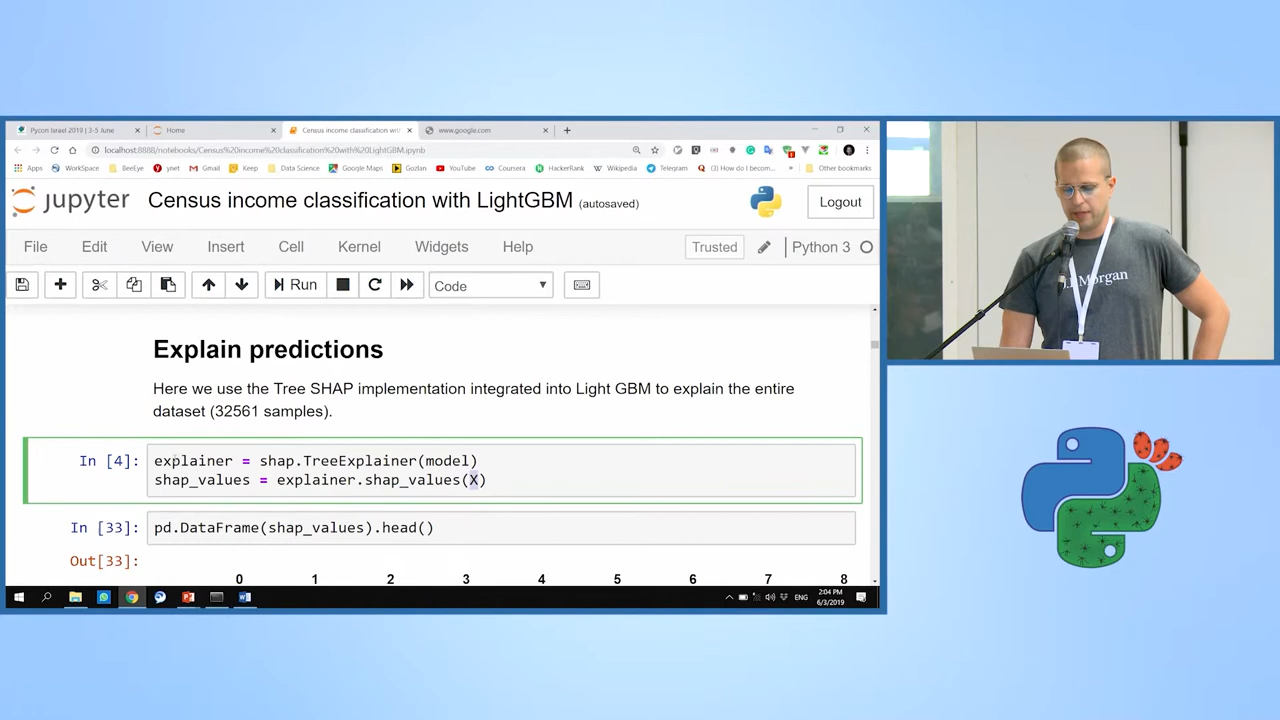 Pycon Israel 2019 | 3-5 June
Home
Census income classification wit
www.google.com
localhost:8888/notebooks/Census%20income%20classification%20with%20LightGBM.ipynb
Apps
WorkSpace
BeeEye
ynet
Gmail
Keep
Data Science
Google Maps
Gozlan
YouTube
Coursera
HackerRank
Wikipedia
Telegram
(3) How do I becom
Other bookmarks
jupyter
Census income classification with LightGBM (autosaved)
Logout
File Edit View Insert Cell Kernel Widgets Help
Trusted
Python 3
Run
Code
Explain predictions
Here we use the Tree SHAP implementation integrated into Light GBM to explain the entire
dataset (32561 samples).
In [4]: explainer = shap.TreeExplainer(model)
shap_values = explainer.shap_values(X)
In [33]: pd.DataFrame(shap_values).head()
Out[33]:
0 1 2 3 4 5 6 7 8
ENG
2:04 PM
6/3/2019
Morgan